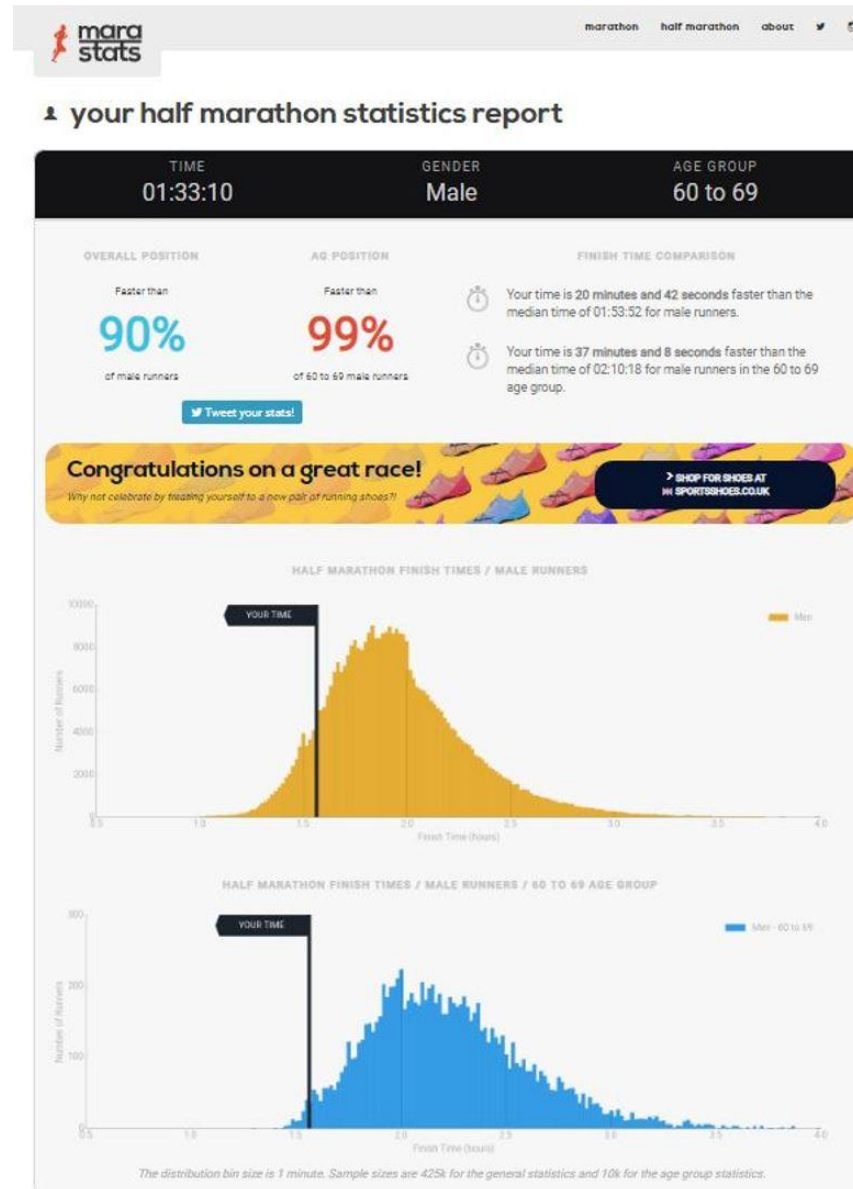 mara
stats
marathon half marathon about
your half marathon statistics report
TIME GENDER AGE GROUP
01:33:10 Male 60 to 69
OVERALL POSITION
Faster than
90%
of male runners
AG POSITION
Faster than
99%
of 60 to 69 male runners
Tweet your stats!
FINISH TIME COMPARISON
Your time is 20 minutes and 42 seconds faster than the
median time of 01:53:52 for male runners.
Your time is 37 minutes and 8 seconds faster than the
median time of 02:10:18 for male runners in the 60 to 69
age group.
Congratulations on a great race!
Why not celebrate by treating yourself to a new pair of running shoes?!
> SHOP FOR SHOES AT
SPORTSSHOES.CO.UK
HALF MARATHON FINISH TIMES / MALE RUNNERS
YOUR TIME
Men
Number of Runners
10000
8000
6000
4000
2000
0
0.5 1.0 1.5 2.0 2.5 3.0 3.5 4.0
Finish Time (hours)
HALF MARATHON FINISH TIMES / MALE RUNNERS / 60 TO 69 AGE GROUP
YOUR TIME
Men - 60 to 69
Number of Runners
300
200
100
0
0.5 1.0 1.5 2.0 2.5 3.0 3.5 4.0
Finish Time (hours)
The distribution bin size is 1 minute. Sample sizes are 425k for the general statistics and 10k for the age group statistics.